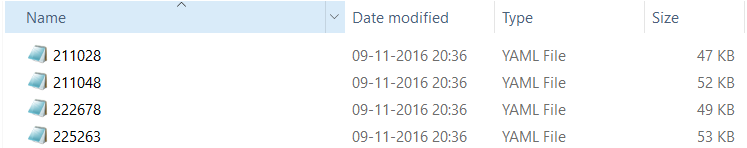 Name Date modified Type Size
211028 09-11-2016 20:36 YAML File 47 KB
211048 09-11-2016 20:36 YAML File 52 KB
222678 09-11-2016 20:36 YAML File 49 KB
225263 09-11-2016 20:36 YAML File 53 KB